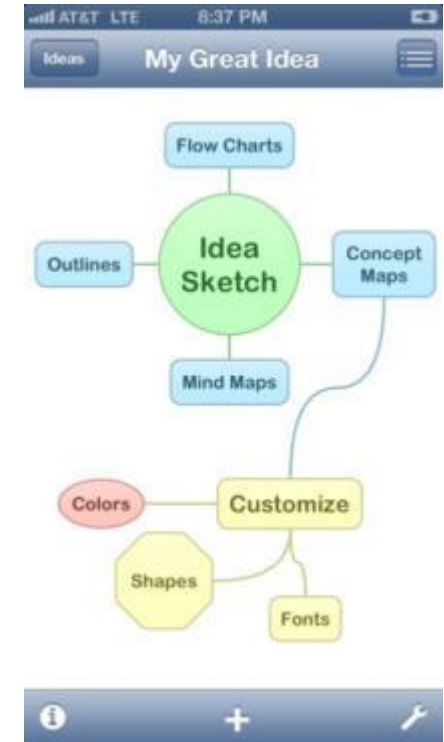 AT&T LTE 8:37 PM
Ideas My Great Idea
Flow Charts
Idea
Sketch
Outlines
Concept
Maps
Mind Maps
Colors
Customize
Shapes
Fonts